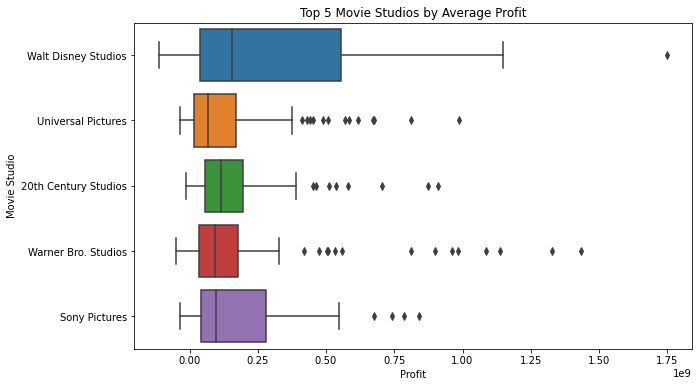 Top 5 Movie Studios by Average Profit
Movie Studio
Walt Disney Studios
Universal Pictures
20th Century Studios
Warner Bro. Studios
Sony Pictures
0.00 0.25 0.50 0.75 1.00 1.25 1.50 1.75
1e9
Profit